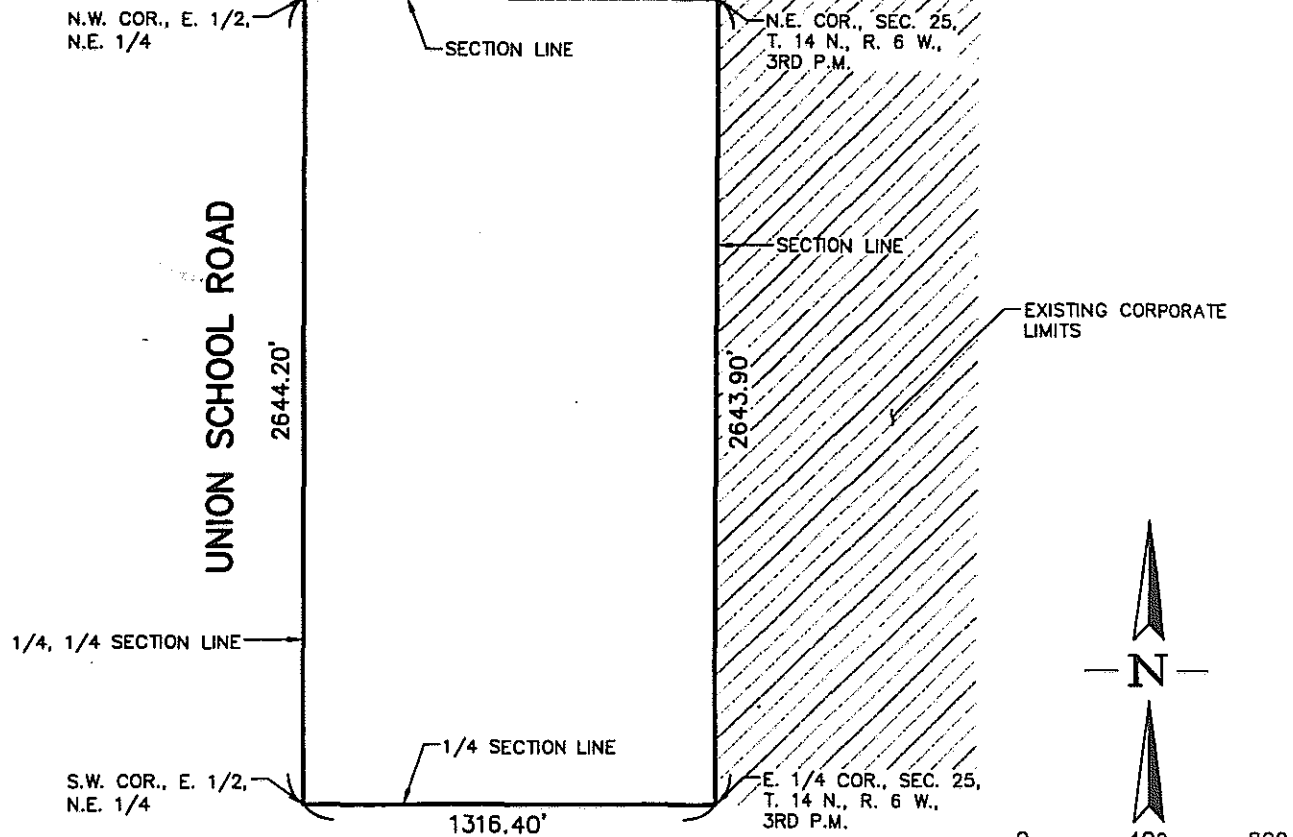 N.W. COR., E. 1/2,
N.E. 1/4
SECTION LINE
N.E. COR., SEC. 25,
T. 14 N., R. 6 W.,
3RD P.M.
UNION SCHOOL ROAD
2644.20'
SECTION LINE
2643.90'
EXISTING CORPORATE
LIMITS
1/4, 1/4 SECTION LINE
N
1/4 SECTION LINE
S.W. COR., E. 1/2,
N.E. 1/4
1316.40'
E. 1/4 COR., SEC. 25,
T. 14 N., R. 6 W.,
3RD P.M.